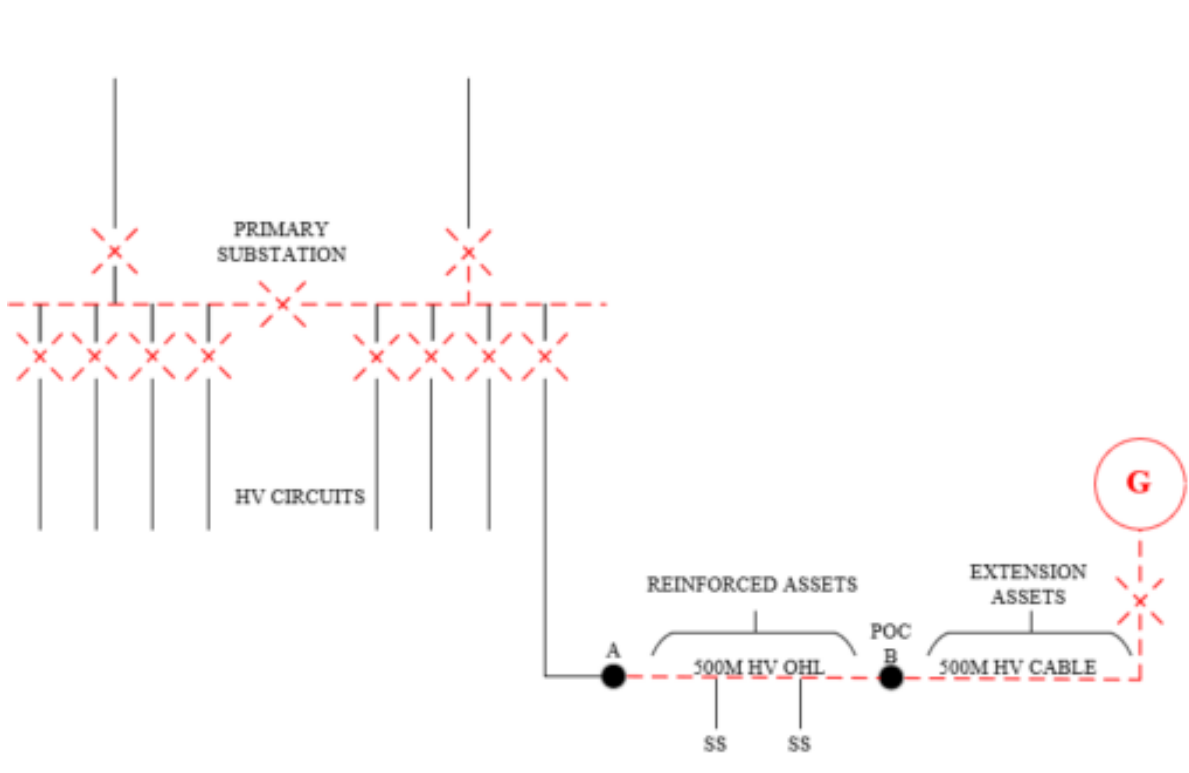 PRIMARY
SUBSTATION
HV CIRCUITS
G
REINFORCED ASSETS
EXTENSION
ASSETS
A
POC
B
500M HV OHL
500M HV CABLE
SS
SS